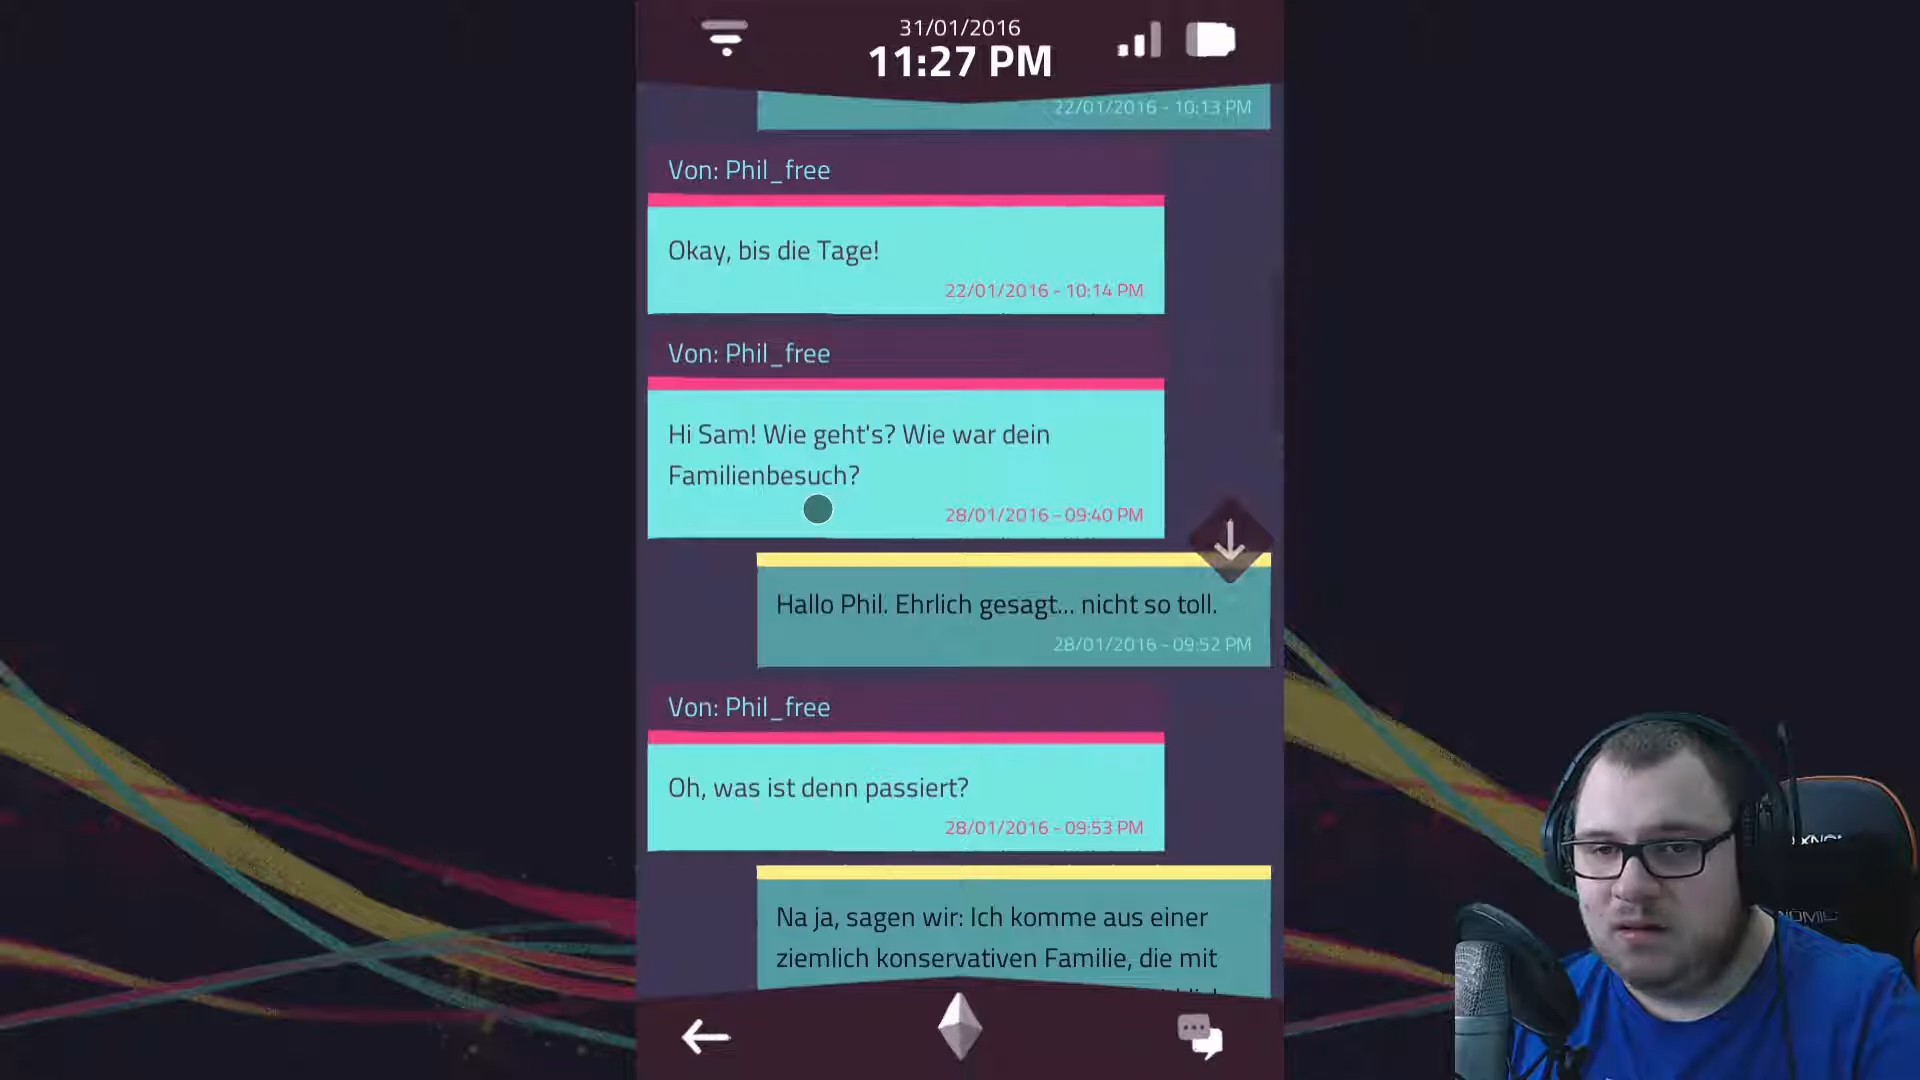 31/01/2016
11:27 PM
22/01/2016 - 10:13 PM
Von: Phil_free
Okay, bis die Tage!
22/01/2016 - 10:14 PM
Von: Phil_free
Hi Sam! Wie geht's? Wie war dein
Familienbesuch?
28/01/2016 - 09:40 PM
Hallo Phil. Ehrlich gesagt... nicht so toll.
28/01/2016 - 09:52 PM
Von: Phil_free
Oh, was ist denn passiert?
28/01/2016 - 09:53 PM
Na ja, sagen wir: Ich komme aus einer
ziemlich konservativen Familie, die mit